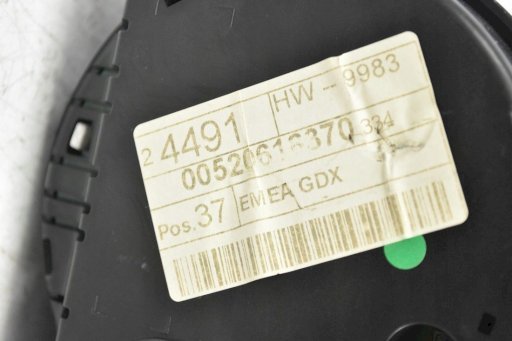 2 4491 HW - 9983
00520616370 334
Pos. 37 EMEA GDX